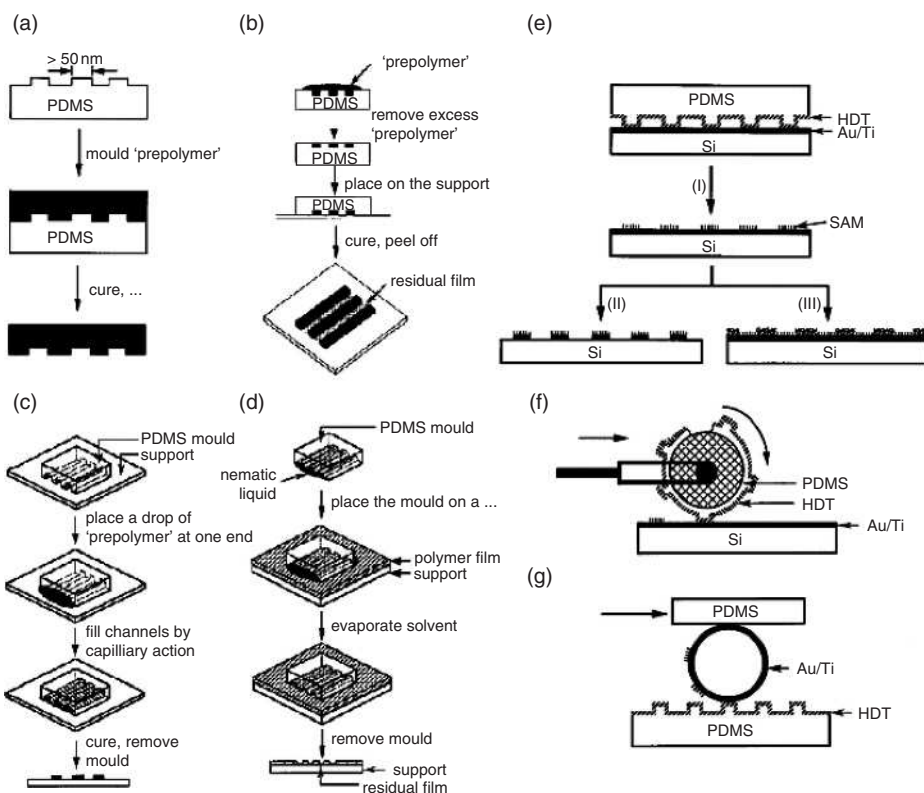 (a)
> 50 nm
PDMS
mould 'prepolymer'
PDMS
cure, ...
(b)
'prepolymer'
PDMS
remove excess
'prepolymer'
PDMS
place on the support
PDMS
cure, peel off
residual film
(c)
PDMS mould
support
place a drop of
'prepolymer' at one end
fill channels by
capilliary action
cure, remove
mould
(d)
PDMS mould
nematic
liquid
place the mould on a ...
polymer film
support
evaporate solvent
remove mould
support
residual film
(e)
PDMS
HDT
Au/Ti
Si
(I)
SAM
Si
(II)
(III)
Si
Si
(f)
PDMS
HDT
Au/Ti
Si
(g)
PDMS
Au/Ti
HDT
PDMS